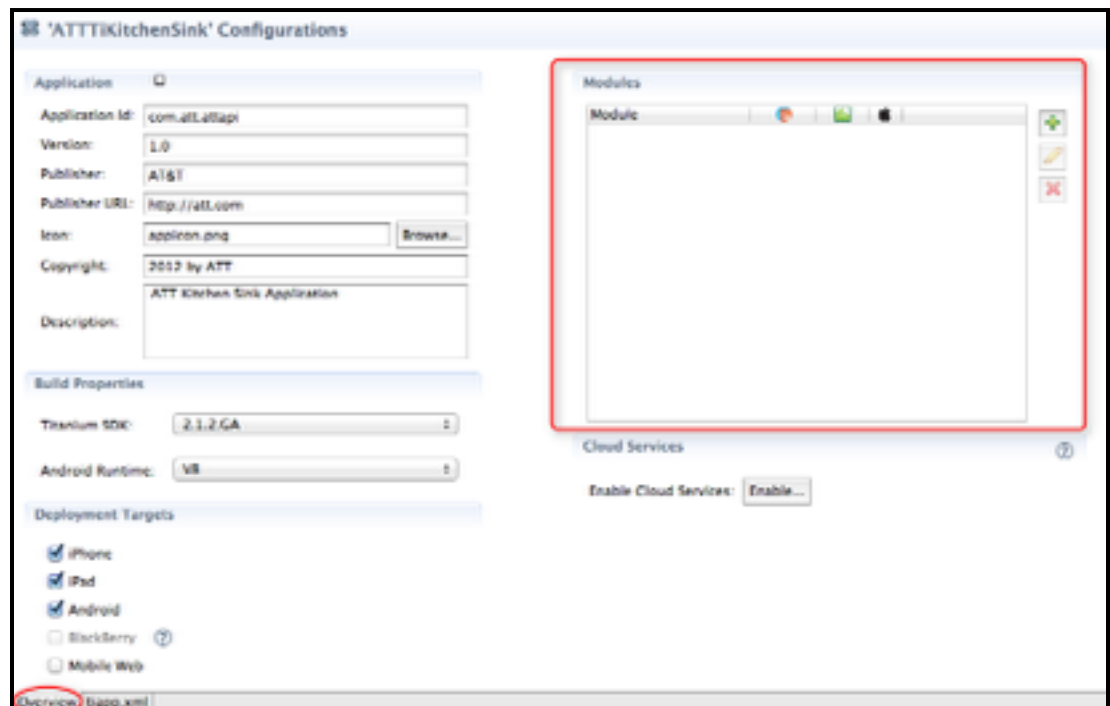 'ATTTiKitchenSink' Configurations
Application
Application Id: com.att.attapi
Version: 1.0
Publisher: AT&T
Publisher URL: http://att.com
Icon: appicon.png Browse...
Copyright: 2012 by ATT
Description: ATT Kitchen Sink Application
Build Properties
Titanium SDK: 2.1.2.GA
Android Runtime: V8
Deployment Targets
iPhone
iPad
Android
BlackBerry
Mobile Web
Overview tiapp.xml
Modules
Module
Cloud Services
Enable Cloud Services: Enable...